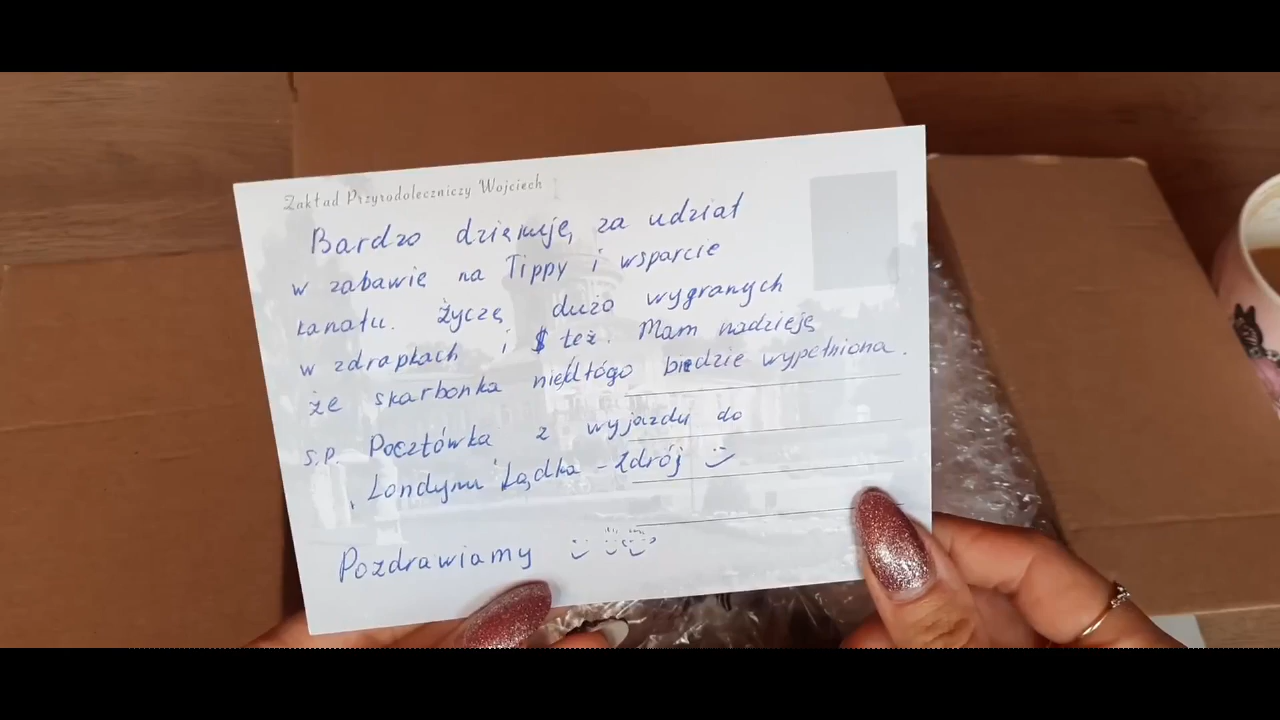 Zakład Przyrodoleczniczy Wojciech
Bardzo dziękuję, za udział
w zabawie na Tippy i wsparcie
kanału. Życzę dużo wygranych
w zdrapkach i $ też. Mam nadzieję
że skarbonka niedługo będzie wypełniona.
s.p. Pocztówka z wyjazdu do
Londynu Lądka - Zdrój
Pozdrawiamy